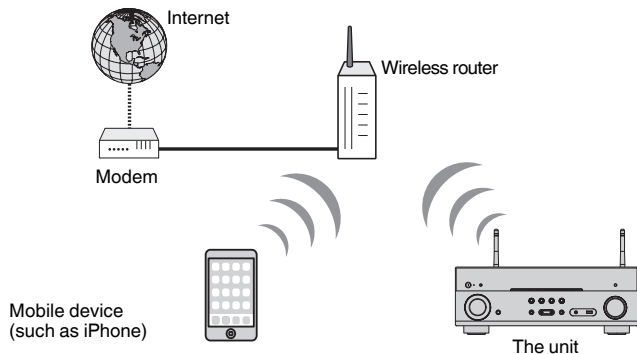 Internet
Wireless router
Modem
Mobile device
(such as iPhone)
The unit